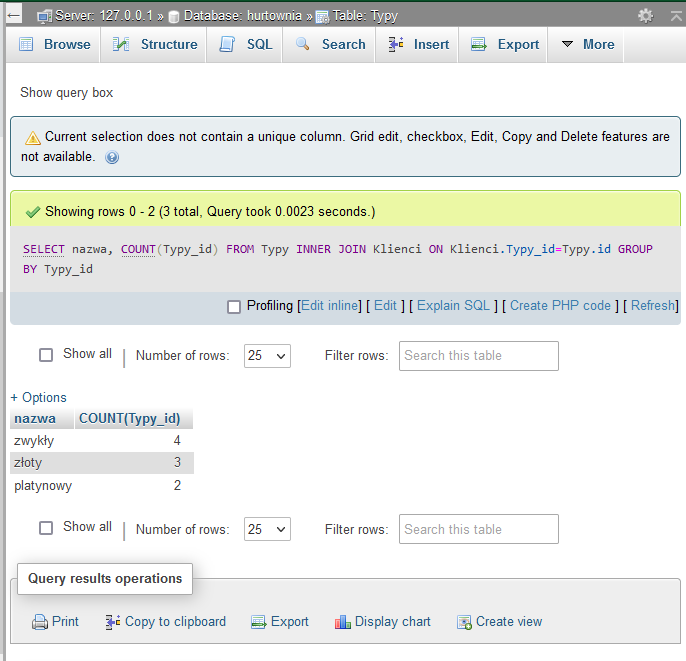 Server: 127.0.0.1 » Database: hurtownia » Table: Typy
Browse Structure SQL Search Insert Export More
Show query box
Current selection does not contain a unique column. Grid edit, checkbox, Edit, Copy and Delete features are
not available.
Showing rows 0 - 2 (3 total, Query took 0.0023 seconds.)
SELECT nazwa, COUNT(Typy_id) FROM Typy INNER JOIN Klienci ON Klienci.Typy_id=Typy.id GROUP
BY Typy_id
Profiling [Edit inline] [ Edit ] [ Explain SQL ] [ Create PHP code ] [ Refresh]
Show all | Number of rows: 25 Filter rows: Search this table
+ Options
nazwa COUNT(Typy_id)
zwykły 4
złoty 3
platynowy 2
Show all | Number of rows: 25 Filter rows: Search this table
Query results operations
Print Copy to clipboard Export Display chart Create view